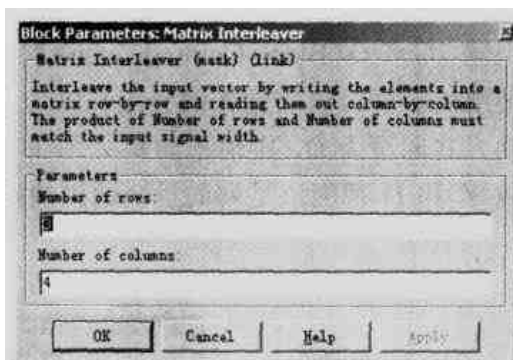 Block Parameters: Matrix Interleaver
Matrix Interleaver (mask) (link)
Interleave the input vector by writing the elements into a
matrix row-by-row and reading them out column-by-column.
The product of Number of rows and Number of columns must
match the input signal width.
Parameters
Number of rows:
Number of columns
4
OK
Cancel
Help
Apply